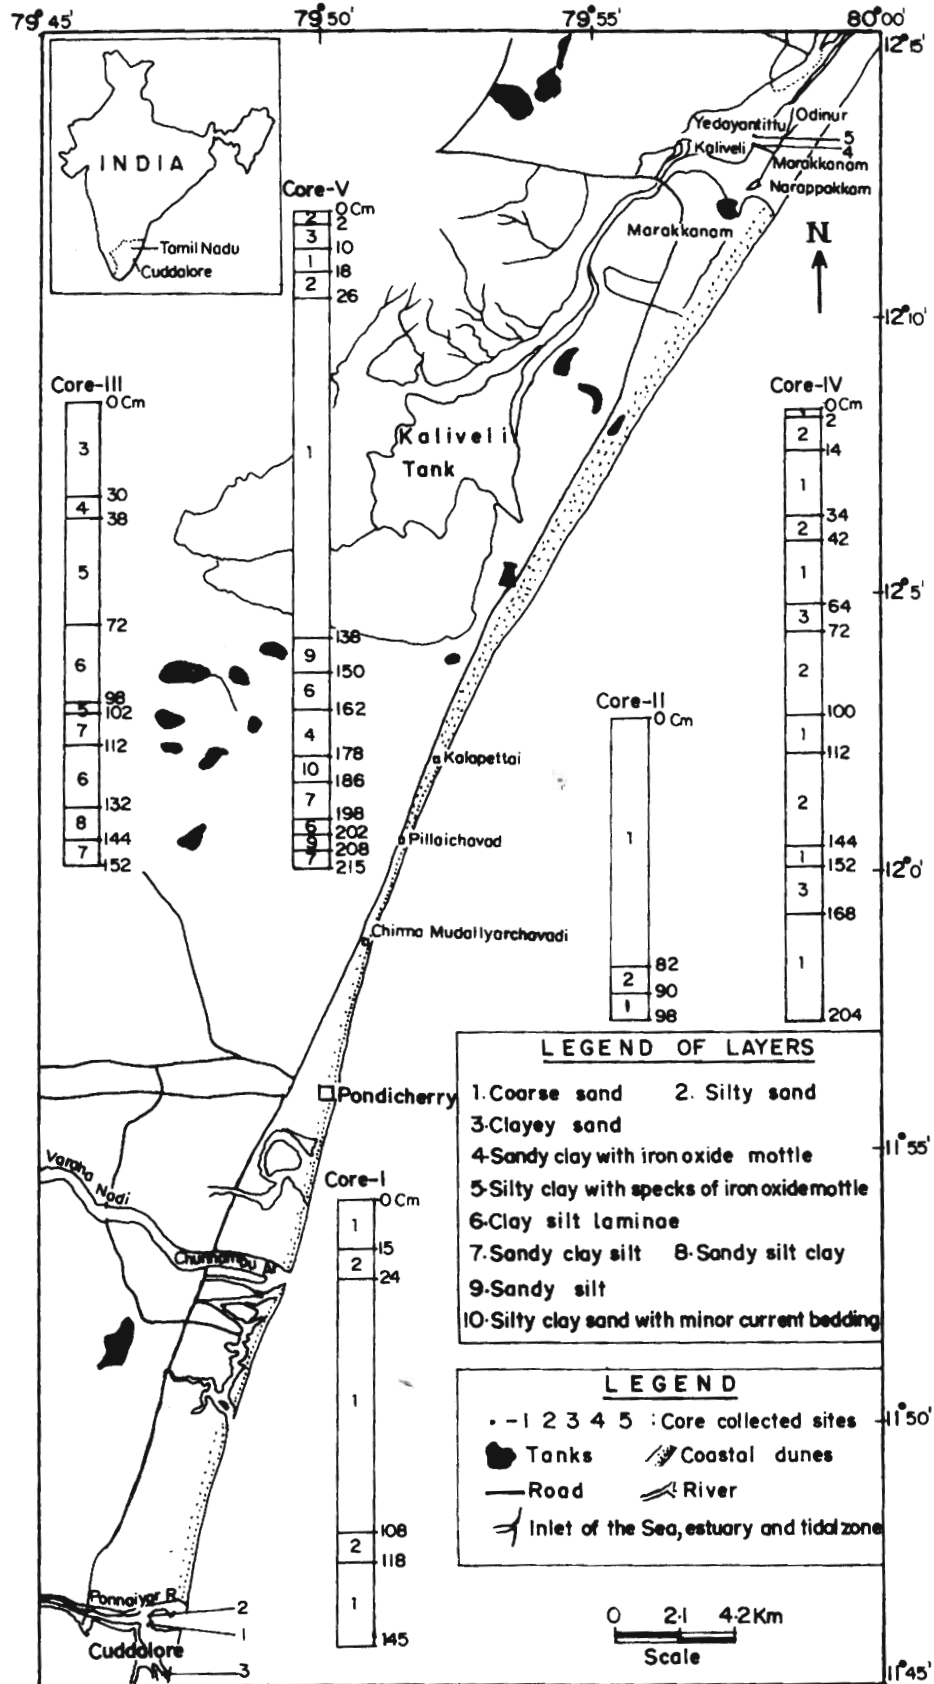 79°45'
79°50'
79°55'
80°00'
12°15'
INDIA
Tamil Nadu
Cuddalore
Yedayantittu
Odinur
Kaliveli
5
4
Marakkanam
Narappakkam
Marakkanam
N
12°10'
Core-V
0 Cm
2
2
3
10
1
18
2
26
1
138
9
150
6
162
4
178
10
186
7
198
6
202
208
7
215
Core-III
0 Cm
3
30
4
38
5
72
6
98
5
102
7
112
6
132
8
144
7
152
Kaliveli
Tank
Core-IV
0 Cm
2
2
14
1
34
2
42
1
64
3
72
2
100
1
112
2
144
1
152
3
168
1
204
12°5'
Core-II
0 Cm
1
82
2
90
1
98
Kalapettai
Pillaichavad
12°0'
Chinna Mudallyarchavadi
Pondicherry
LEGEND OF LAYERS
1. Coarse sand 2. Silty sand
3.Clayey sand
4.Sandy clay with iron oxide mottle
5.Silty clay with specks of iron oxide mottle
6.Clay silt laminae
7.Sandy clay silt 8.Sandy silt clay
9.Sandy silt
10.Silty clay sand with minor current bedding
11°55'
Varaha Nadi
Chunnambu Ar
Core-I
0 Cm
1
15
2
24
1
108
2
118
1
145
LEGEND
. - 1 2 3 4 5 : Core collected sites
Tanks
Coastal dunes
Road
River
Inlet of the Sea, estuary and tidal zone
11°50'
Ponnaiyar R.
2
1
Cuddalore
3
0 2.1 4.2 Km
Scale
11°45'